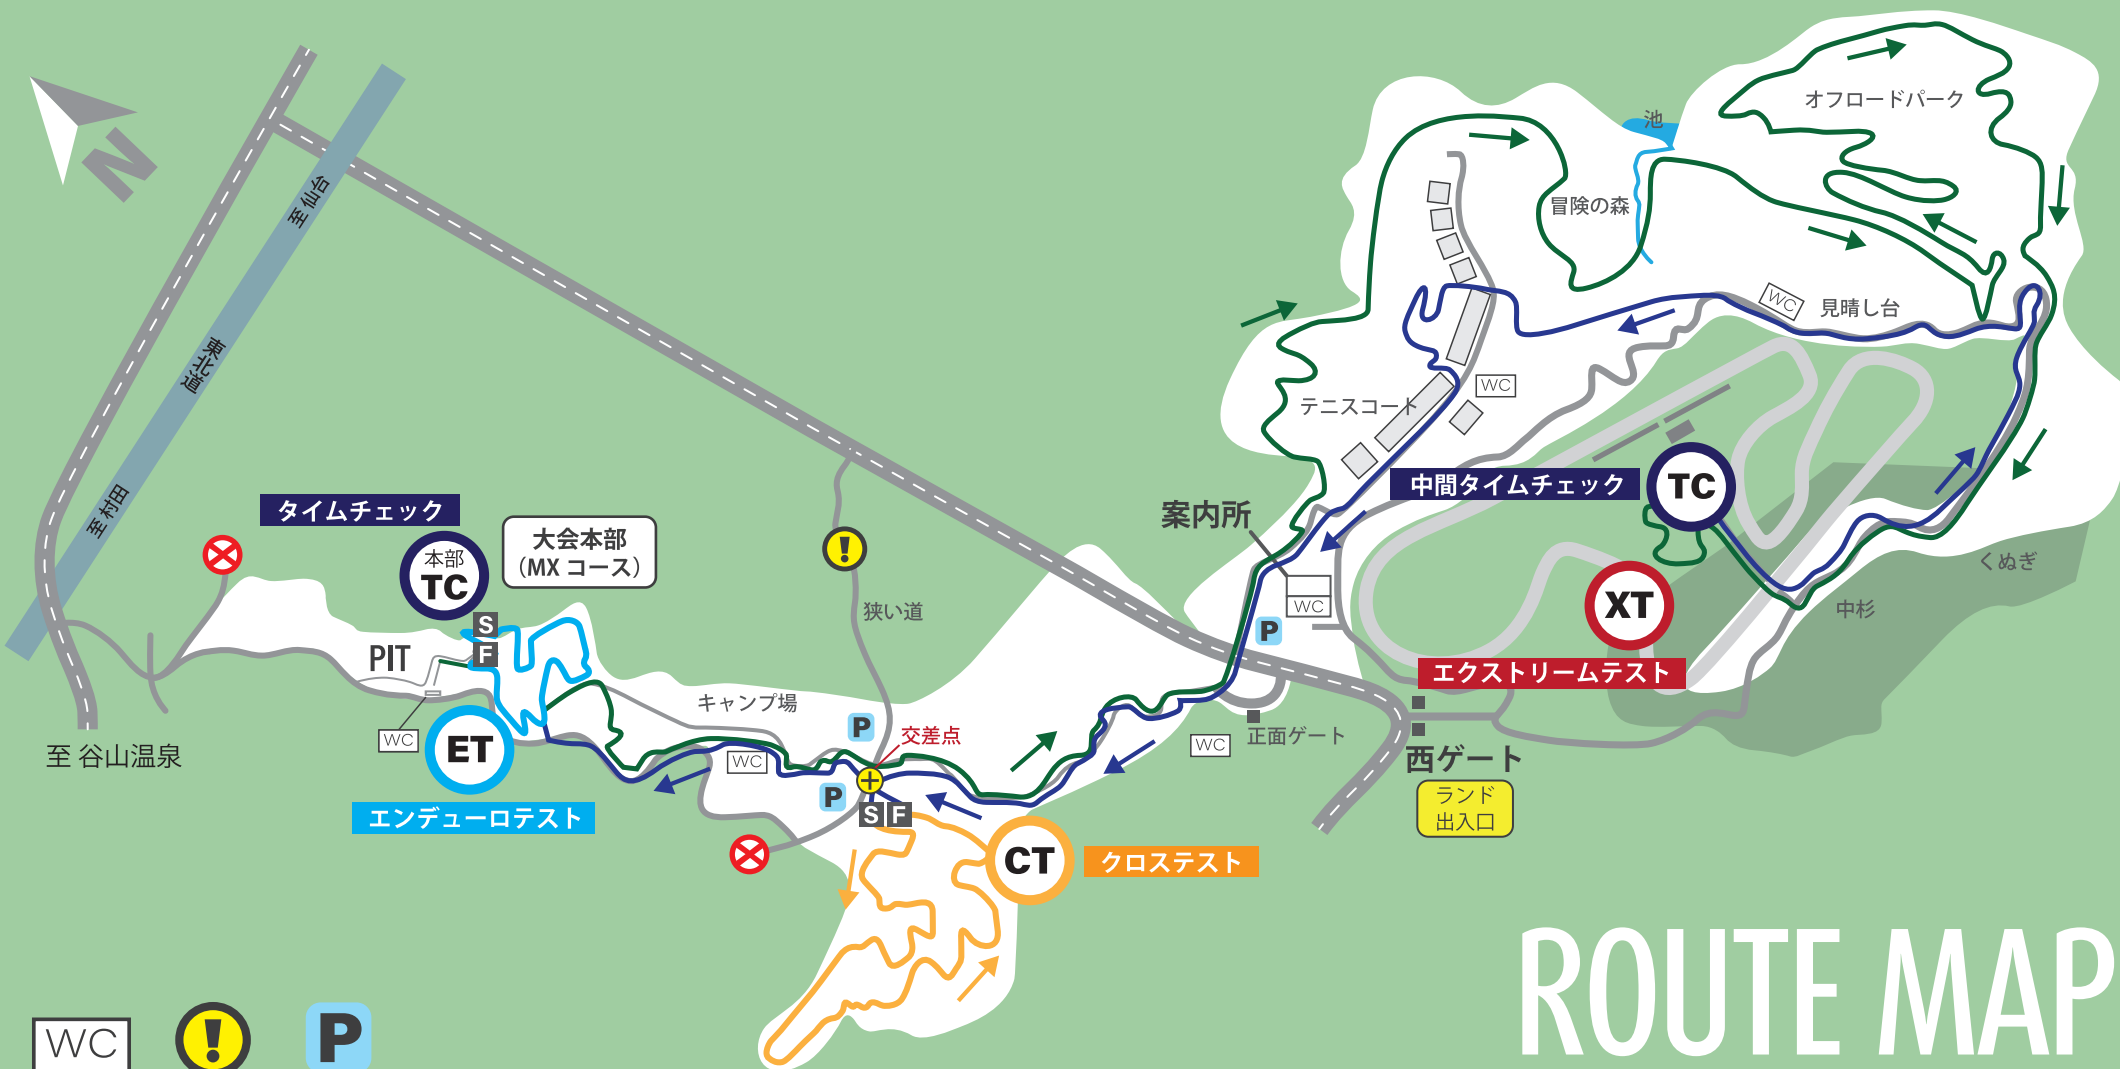 N
至 仙台
東北道
至 村田
至 谷山温泉
タイムチェック
本部
TC
大会本部
（MX コース）
S
F
PIT
WC
ET
エンデューロテスト
キャンプ場
WC
P
P
交差点
狭い道
!
S F
CT
クロステスト
WC
正面ゲート
P
案内所
WC
テニスコート
WC
中間タイムチェック
TC
XT
エクストリームテスト
西ゲート
ランド
出入口
池
冒険の森
オフロードパーク
WC
見晴し台
くぬぎ
中杉
WC
!
P
ROUTE MAP